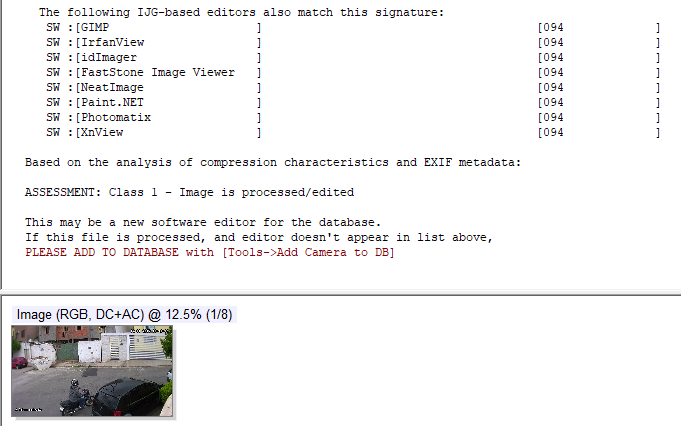 The following IJG-based editors also match this signature:
SW :[GIMP ] [094 ]
SW :[IrfanView ] [094 ]
SW :[idImager ] [094 ]
SW :[FastStone Image Viewer ] [094 ]
SW :[NeatImage ] [094 ]
SW :[Paint.NET ] [094 ]
SW :[Photomatix ] [094 ]
SW :[XnView ] [094 ]
Based on the analysis of compression characteristics and EXIF metadata:
ASSESSMENT: Class 1 - Image is processed/edited
This may be a new software editor for the database.
If this file is processed, and editor doesn't appear in list above,
PLEASE ADD TO DATABASE with [Tools->Add Camera to DB]
Image (RGB, DC+AC) @ 12.5% (1/8)